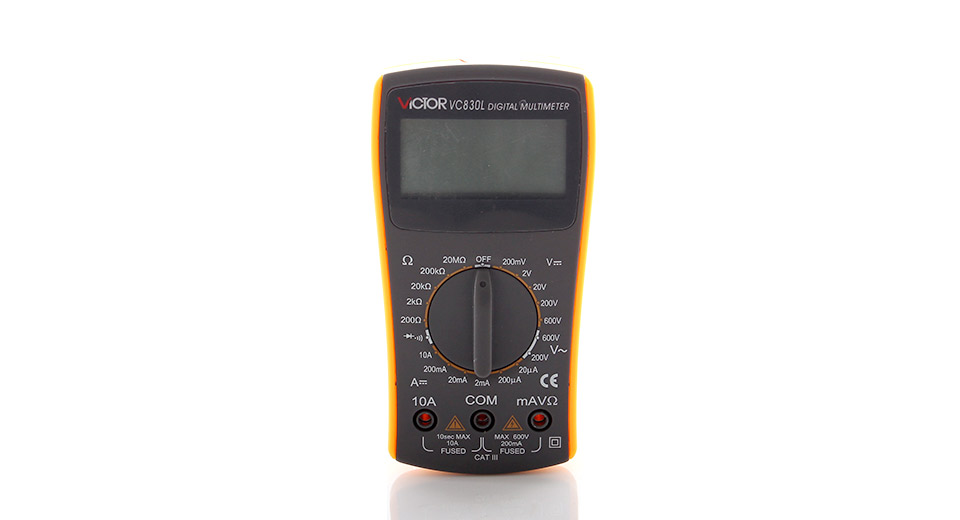 VICTOR VC830L DIGITAL MULTIMETER
Ω 20MΩ OFF 200mV V⎓
200kΩ 2V
20kΩ 20V
2kΩ 200V
200Ω 600V
600V
10A 200V V~
200mA 20µA
A⎓ 20mA 2mA 200µA CE
10A COM mAVΩ
10sec MAX MAX 600V
10A 200mA
FUSED FUSED
CAT III